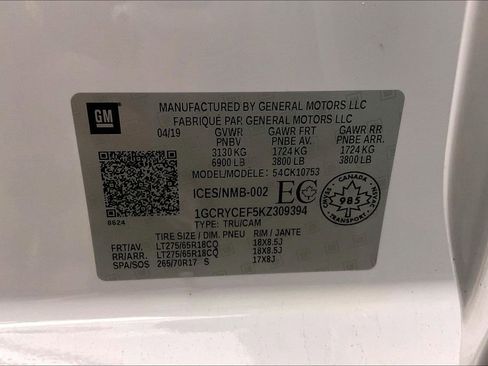 GM
MANUFACTURED BY GENERAL MOTORS LLC
FABRIQUÉ PAR GENERAL MOTORS LLC
04/19 GVWR GAWR FRT GAWR RR
PNBV PNBE AV. PNBE ARR.
3130 KG 1724 KG 1724 KG
6900 LB 3800 LB 3800 LB
MODEL/MODÈLE: 54CK10753
ICES/NMB-002 EC
CANADA
985
1GCRYCEF5KZ309394
8624
TYPE: TRU/CAM
TIRE SIZE / DIM. PNEU RIM / JANTE
FRT/AV. LT275/65R18CQ 18X8.5J
RR/ARR. LT275/65R18CQ 18X8.5J
SPA/SOS 265/70R17 S 17X8J